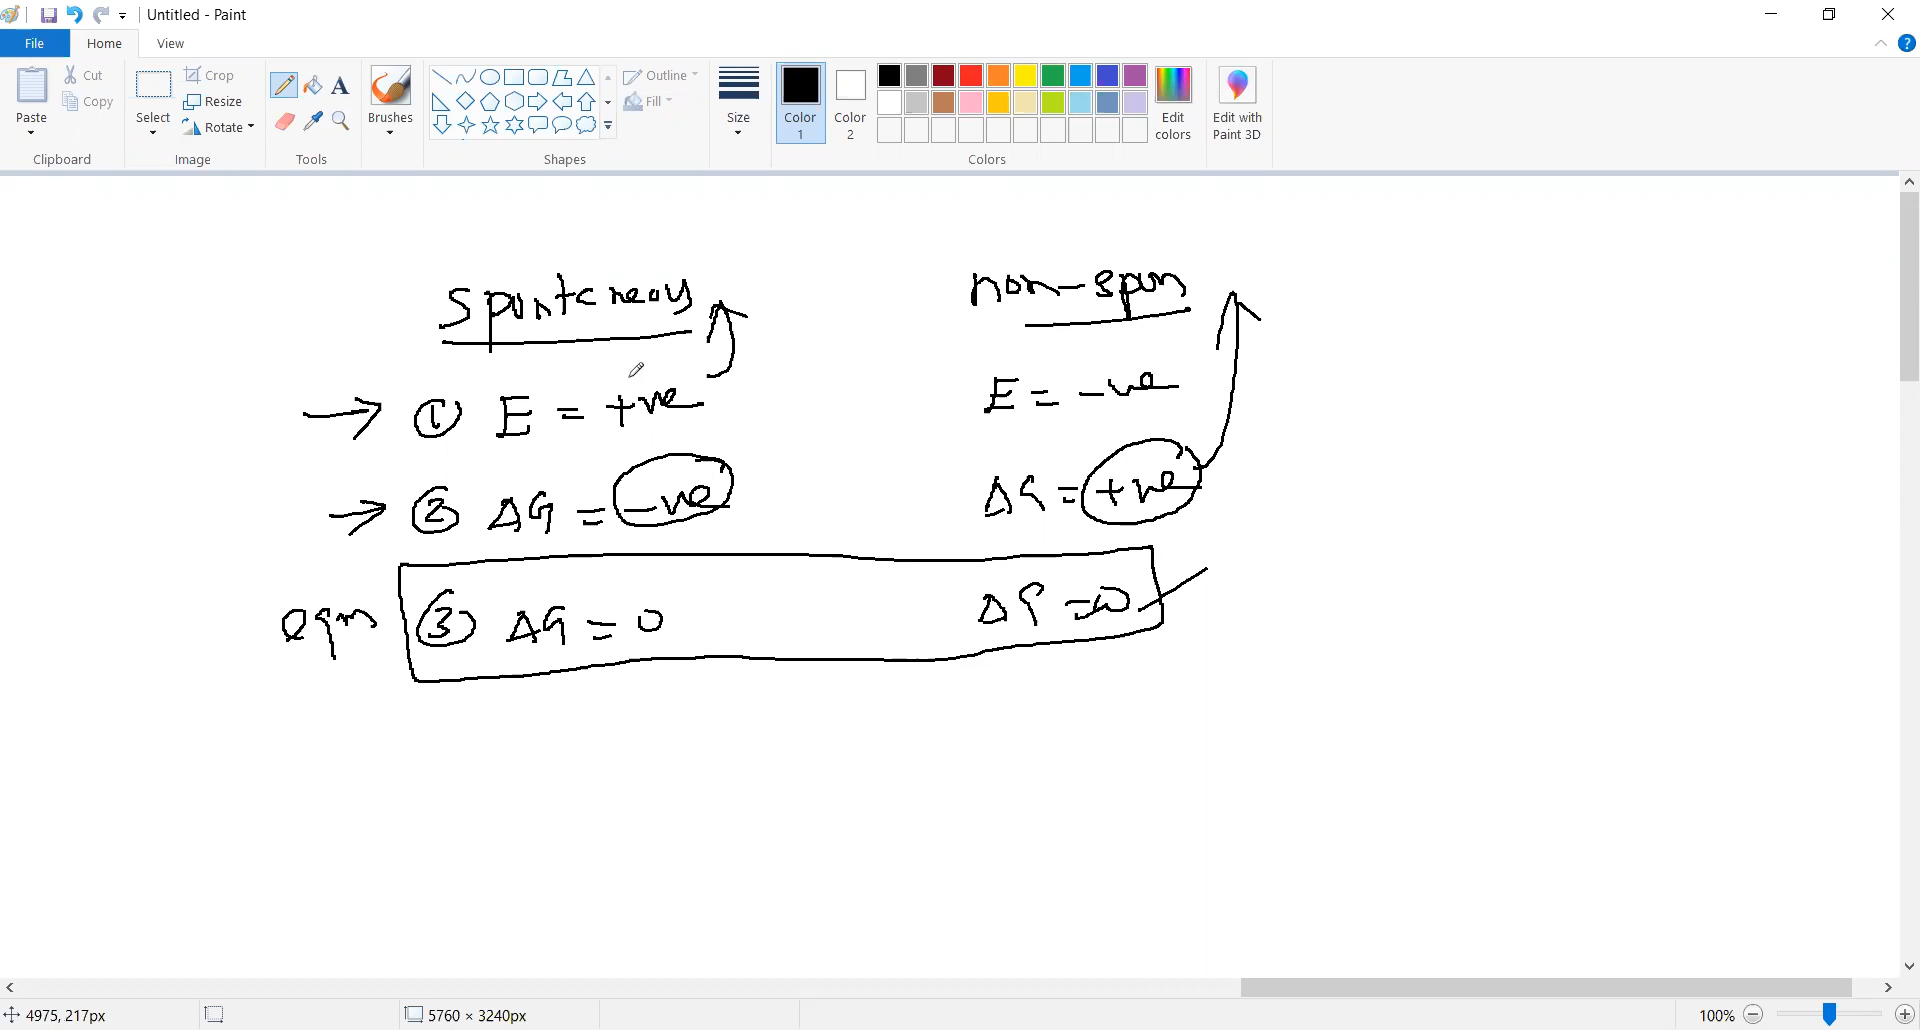 Untitled - Paint
File Home View
Cut
Copy
Paste
Clipboard
Select
Crop
Resize
Rotate
Image
A
Tools
Brushes
Outline
Fill
Shapes
Size
Color 1
Color 2
Edit colors
Edit with Paint 3D
Colors
spontaneous non-spon
① E = +ve E = -ve
② ΔG = -ve ΔG = +ve
eqm ③ ΔG = 0 ΔG = 0
4975, 217px 5760 × 3240px 100%